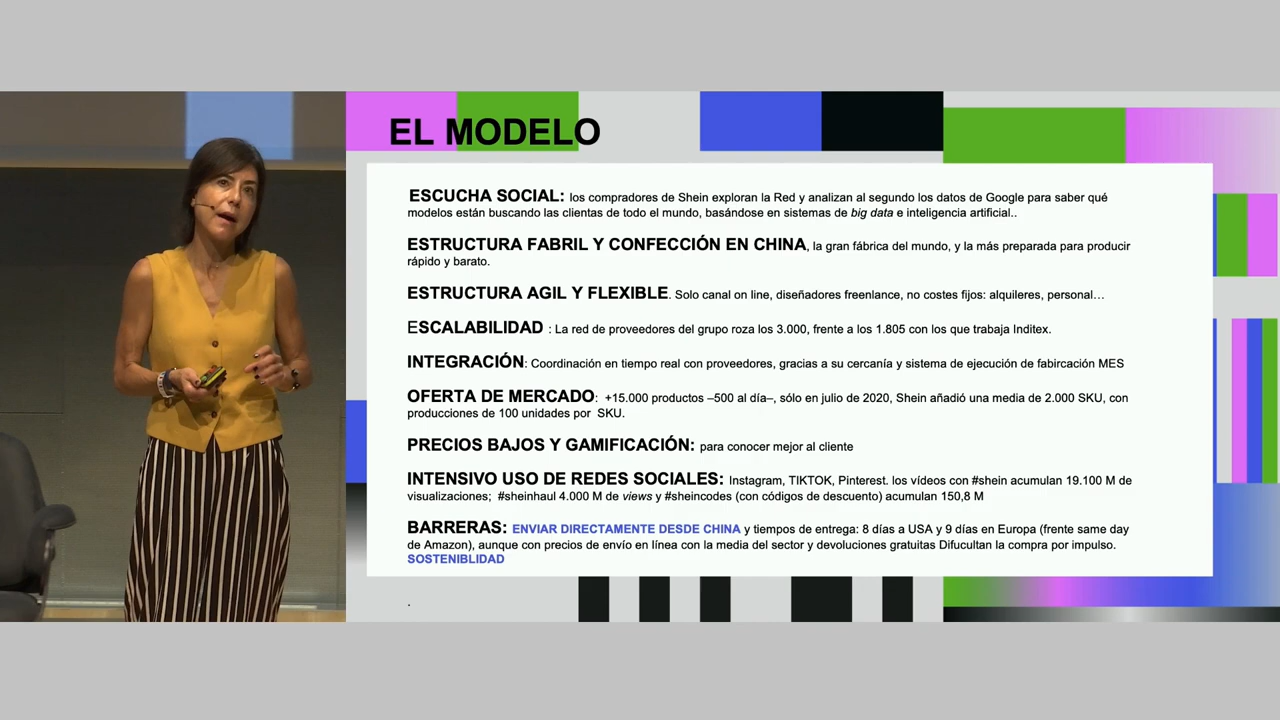 EL MODELO
ESCUCHA SOCIAL: los compradores de Shein exploran la Red y analizan al segundo los datos de Google para saber qué
modelos están buscando las clientas de todo el mundo, basándose en sistemas de big data e inteligencia artificial..
ESTRUCTURA FABRIL Y CONFECCIÓN EN CHINA, la gran fábrica del mundo, y la más preparada para producir
rápido y barato.
ESTRUCTURA AGIL Y FLEXIBLE. Solo canal on line, diseñadores freenlance, no costes fijos: alquileres, personal…
ESCALABILIDAD : La red de proveedores del grupo roza los 3.000, frente a los 1.805 con los que trabaja Inditex.
INTEGRACIÓN: Coordinación en tiempo real con proveedores, gracias a su cercanía y sistema de ejecución de fabircación MES
OFERTA DE MERCADO: +15.000 productos –500 al día–, sólo en julio de 2020, Shein añadió una media de 2.000 SKU, con
producciones de 100 unidades por SKU.
PRECIOS BAJOS Y GAMIFICACIÓN: para conocer mejor al cliente
INTENSIVO USO DE REDES SOCIALES: Instagram, TIKTOK, Pinterest. los vídeos con #shein acumulan 19.100 M de
visualizaciones; #sheinhaul 4.000 M de views y #sheincodes (con códigos de descuento) acumulan 150,8 M
BARRERAS: ENVIAR DIRECTAMENTE DESDE CHINA y tiempos de entrega: 8 días a USA y 9 días en Europa (frente same day
de Amazon), aunque con precios de envío en línea con la media del sector y devoluciones gratuitas Difucultan la compra por impulso.
SOSTENIBLIDAD
.